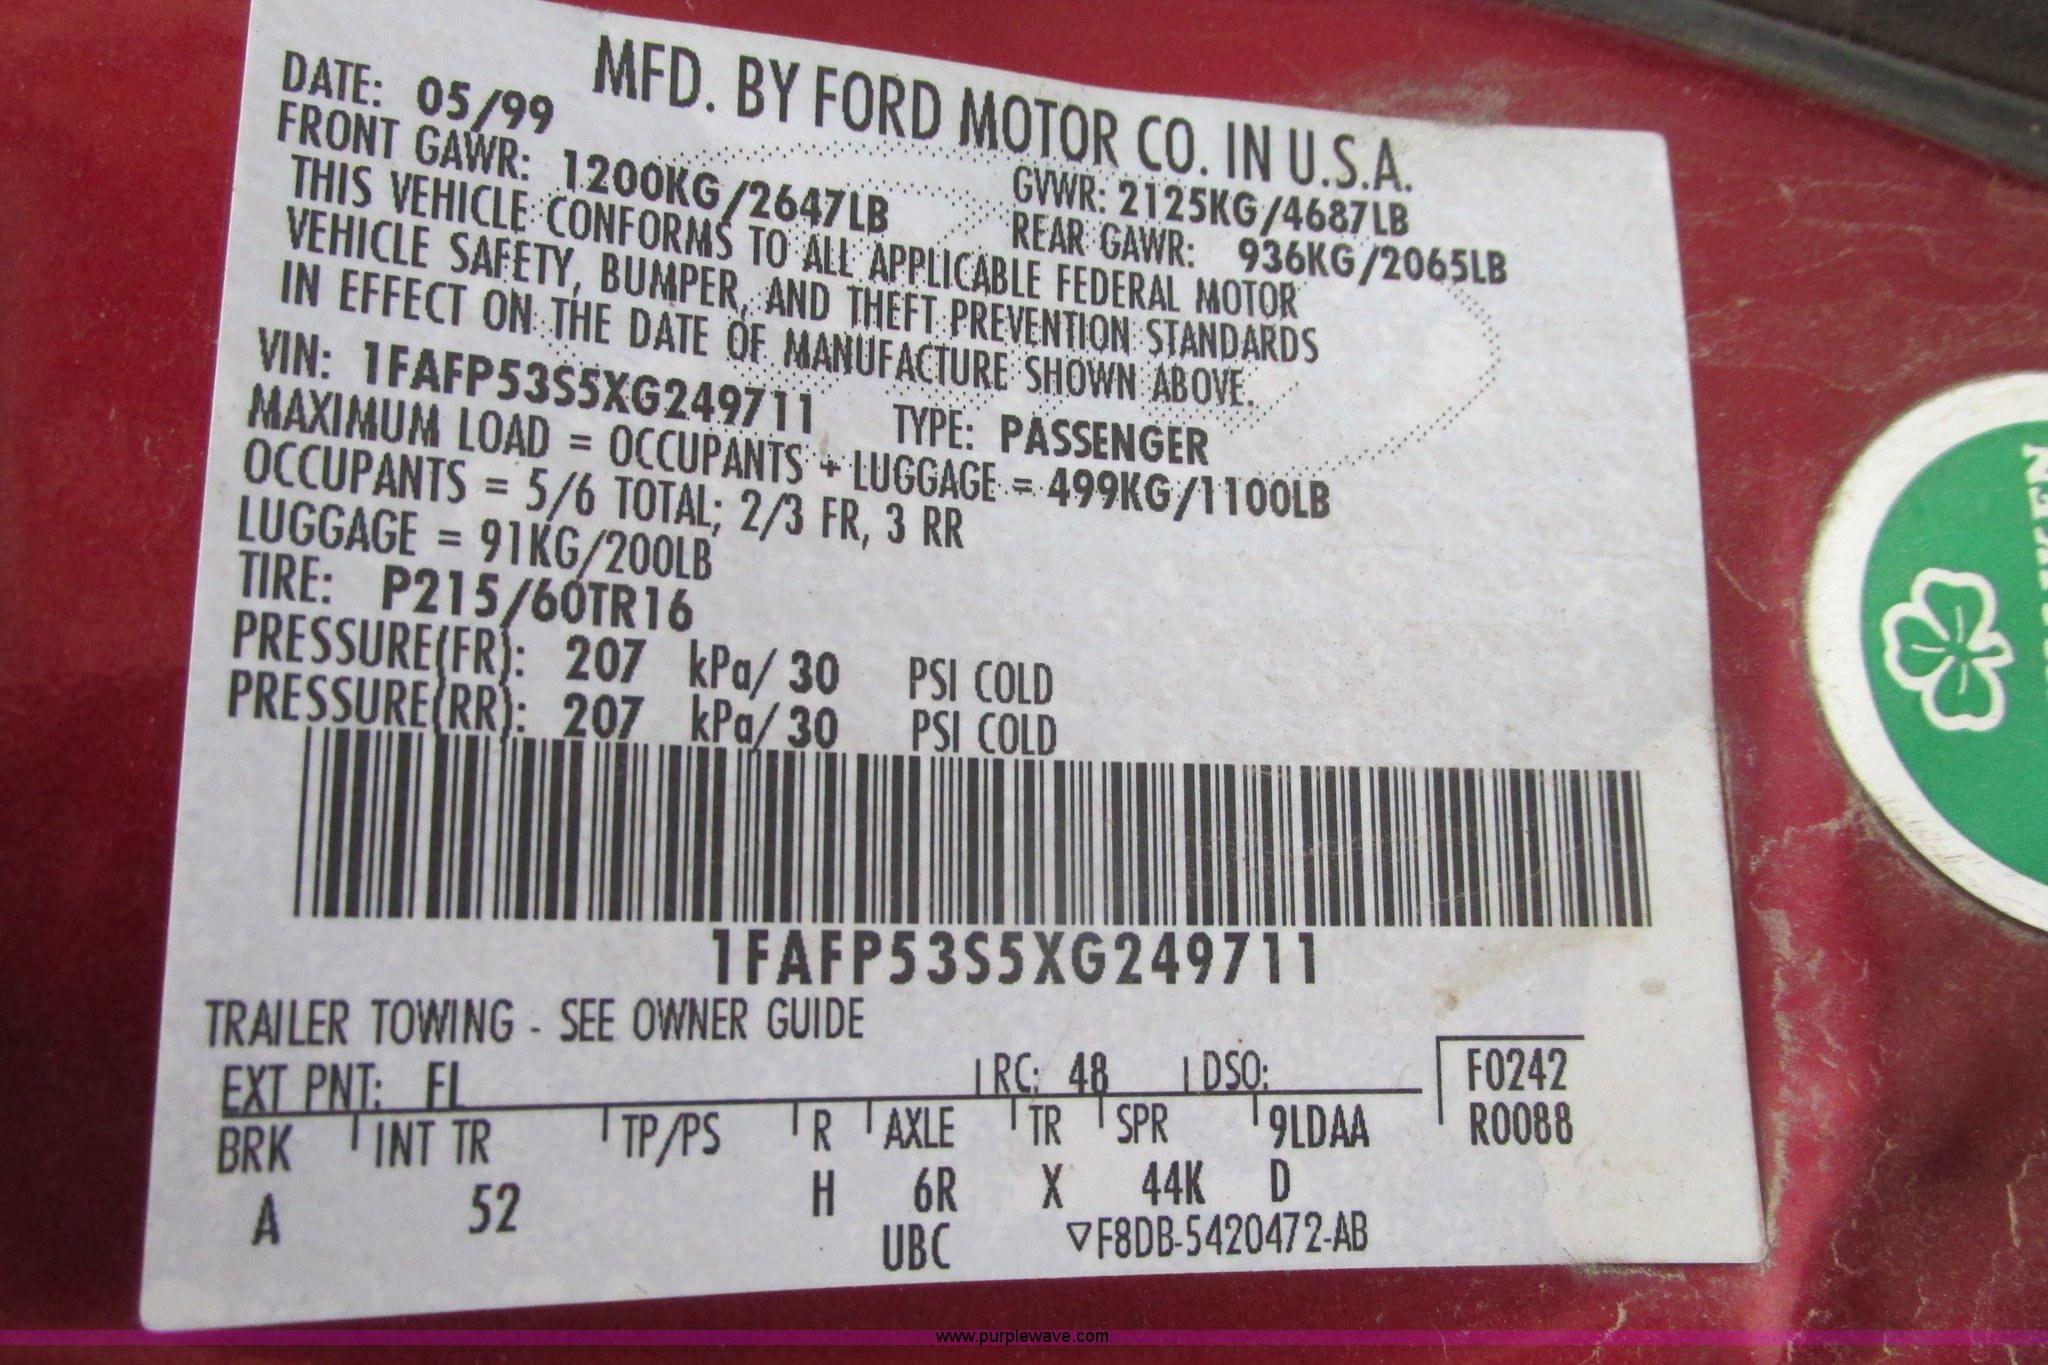 MFD. BY FORD MOTOR CO. IN U.S.A.
DATE: 05/99 GVWR: 2125KG/4687LB
FRONT GAWR: 1200KG/2647LB REAR GAWR: 936KG/2065LB
THIS VEHICLE CONFORMS TO ALL APPLICABLE FEDERAL MOTOR
VEHICLE SAFETY, BUMPER, AND THEFT PREVENTION STANDARDS
IN EFFECT ON THE DATE OF MANUFACTURE SHOWN ABOVE.
VIN: 1FAFP53S5XG249711 TYPE: PASSENGER
MAXIMUM LOAD = OCCUPANTS + LUGGAGE = 499KG/1100LB
OCCUPANTS = 5/6 TOTAL; 2/3 FR, 3 RR
LUGGAGE = 91KG/200LB
TIRE: P215/60TR16
PRESSURE(FR): 207 kPa/ 30 PSI COLD
PRESSURE(RR): 207 kPa/ 30 PSI COLD
1FAFP53S5XG249711
TRAILER TOWING - SEE OWNER GUIDE
EXT PNT: FL RC: 48 DSO: F0242
BRK INT TR TP/PS R AXLE TR SPR 9LDAA R0088
A 52 H 6R X 44K D
UBC ▽F8DB-5420472-AB
www.purplewave.com